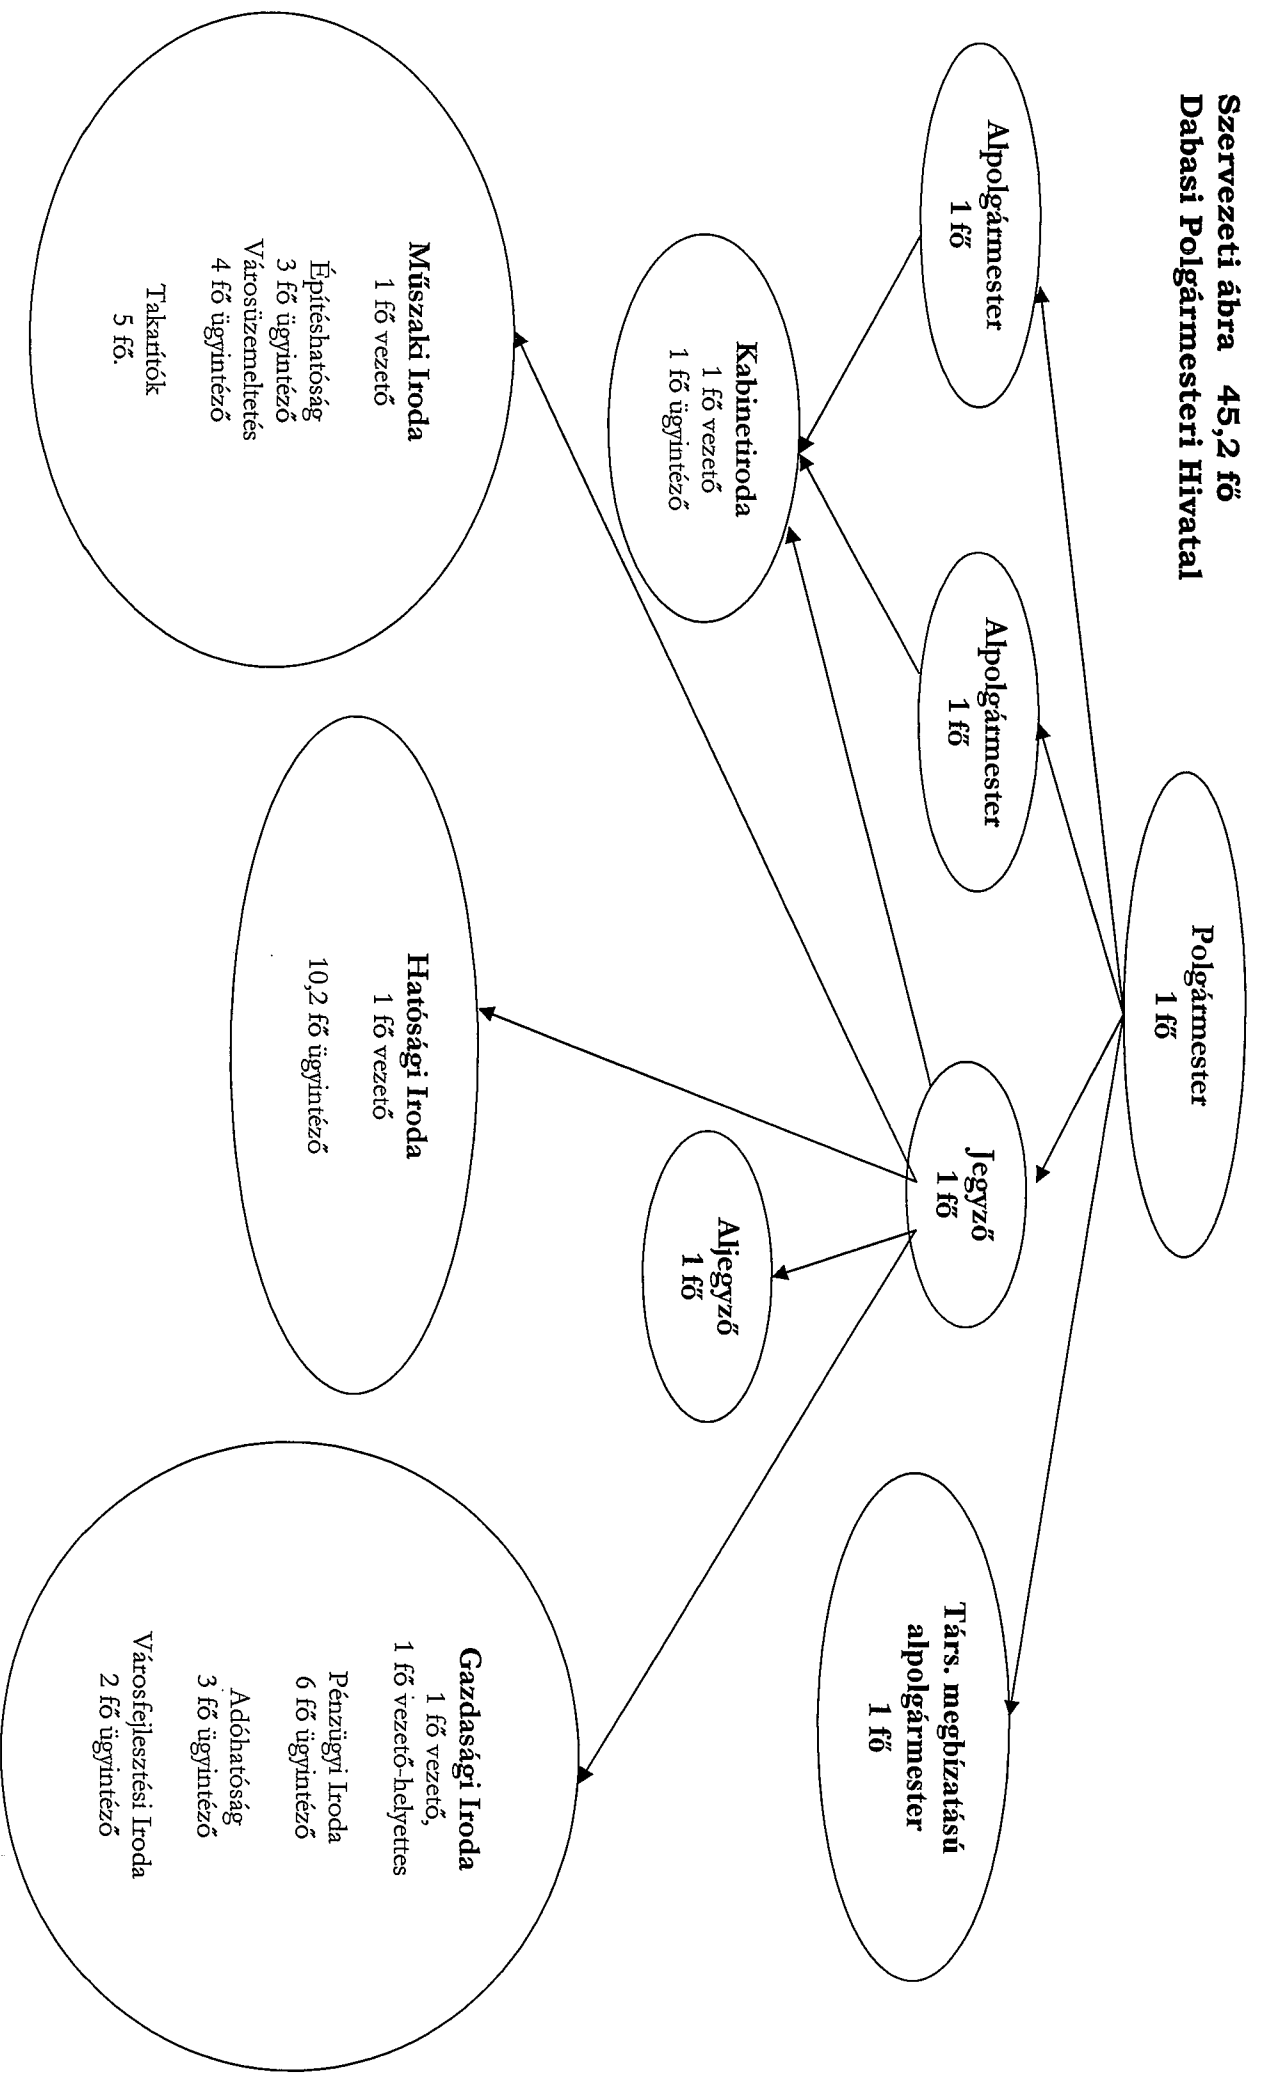 Szervezeti ábra 45,2 fő
Dabasi Polgármesteri Hivatal
Polgármester
1 fő
Alpolgármester
1 fő
Alpolgármester
1 fő
Jegyző
1 fő
Társ. megbízatású
alpolgármester
1 fő
Kabinetiroda
1 fő vezető
1 fő ügyintéző
Aljegyző
1 fő
Műszaki Iroda
1 fő vezető
Építéshatóság
3 fő ügyintéző
Városüzemeltetés
4 fő ügyintéző
Takarítók
5 fő.
Hatósági Iroda
1 fő vezető
10,2 fő ügyintéző
Gazdasági Iroda
1 fő vezető,
1 fő vezető-helyettes
Pénzügyi Iroda
6 fő ügyintéző
Adóhatóság
3 fő ügyintéző
Városfejlesztési Iroda
2 fő ügyintéző